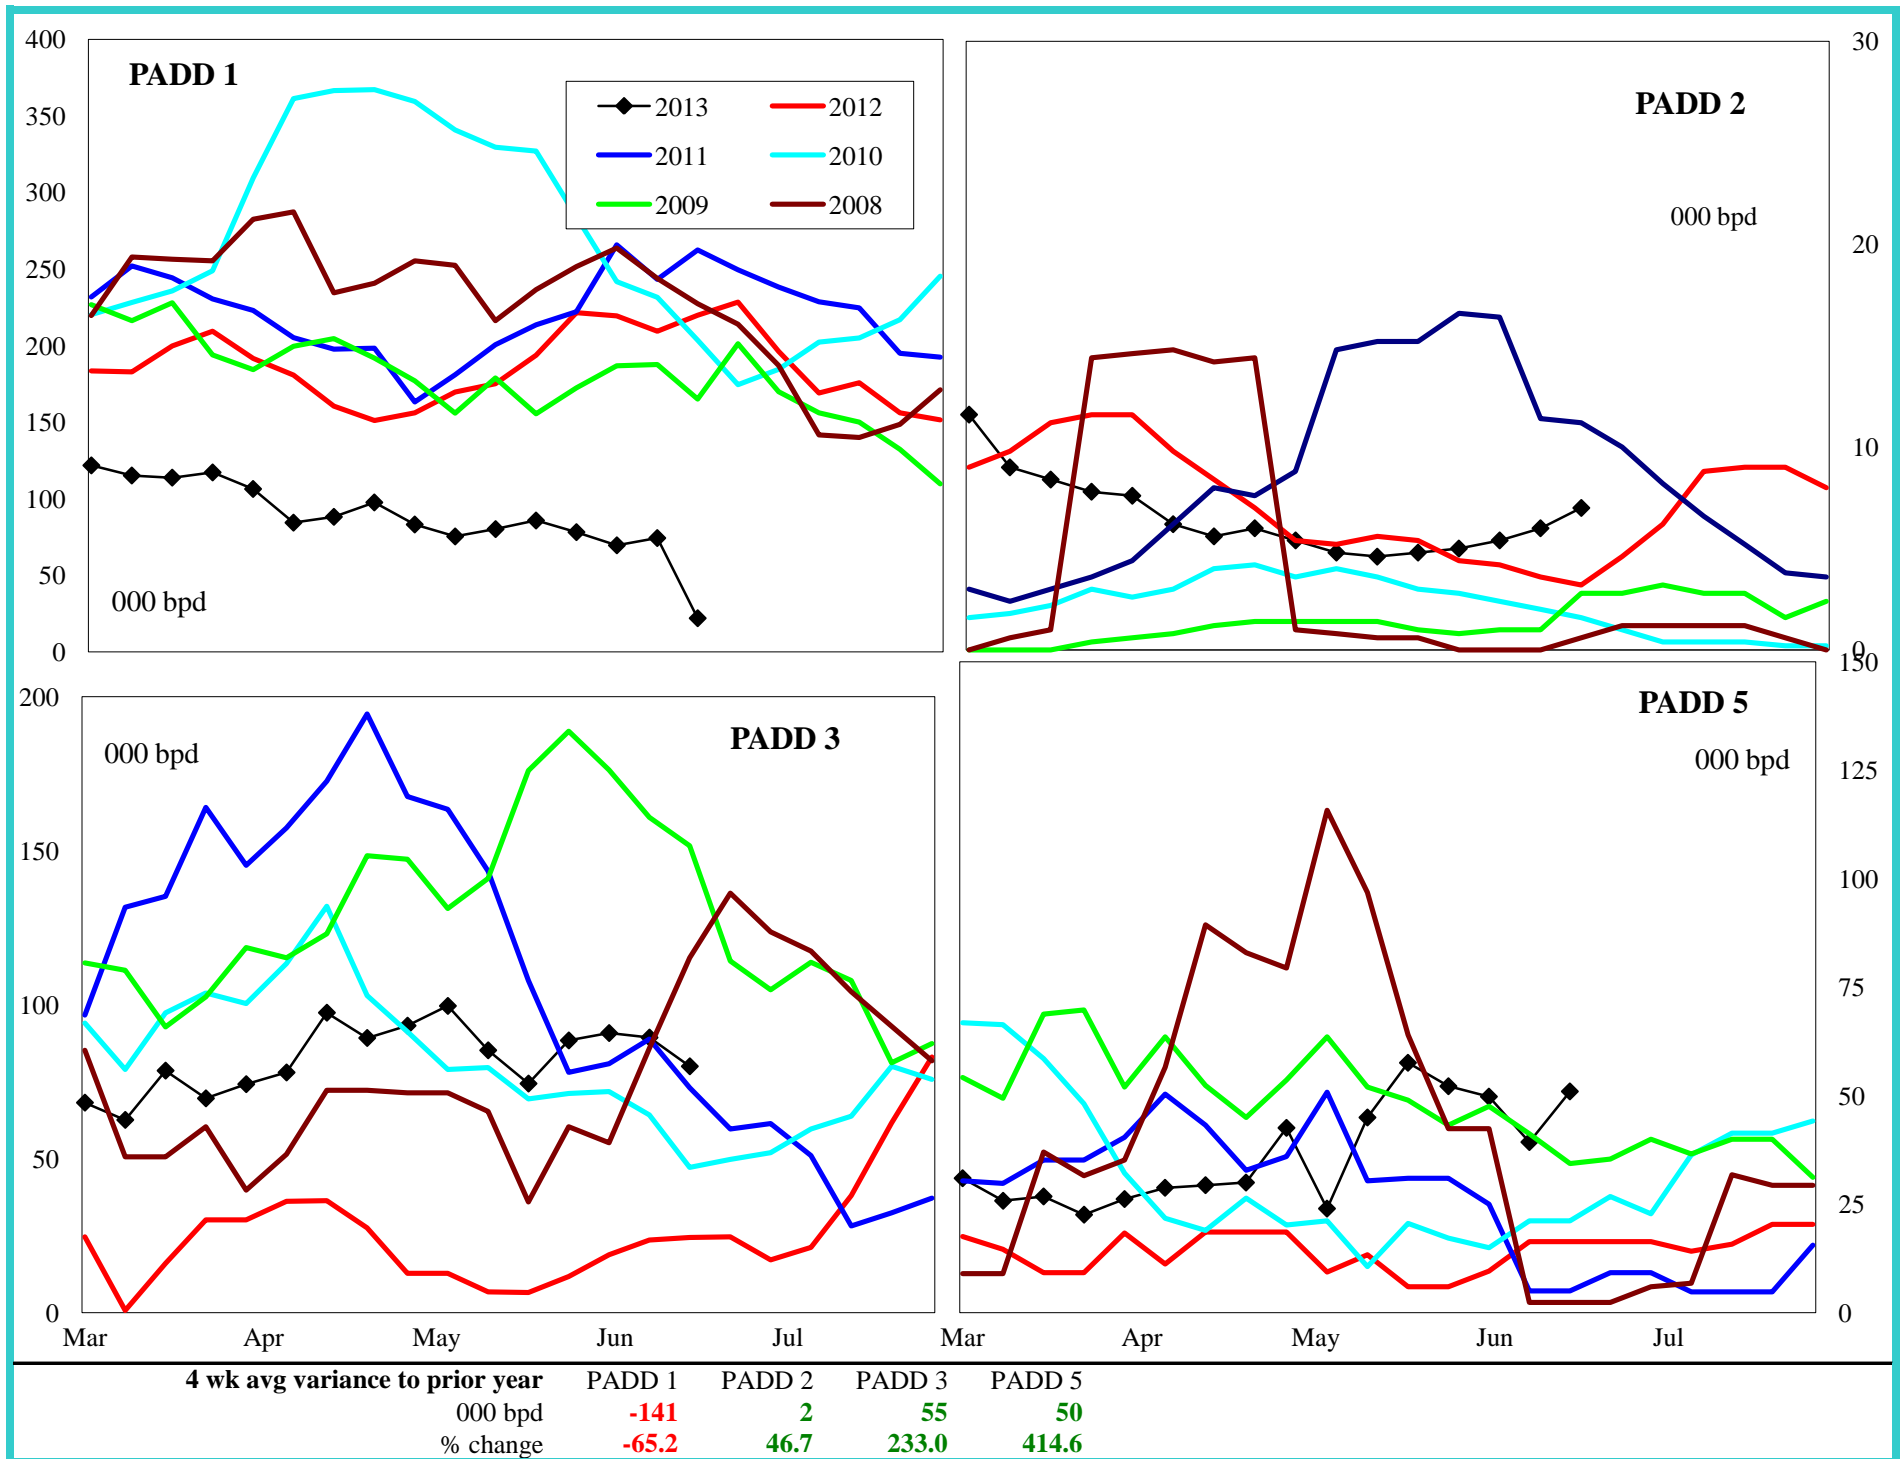 400
350
300
250
200
150
100
50
0
PADD 1
2013 2012
2011 2010
2009 2008
000 bpd
PADD 2
000 bpd
30
20
10
0
200
150
100
50
0
000 bpd
PADD 3
Mar Apr May Jun Jul
PADD 5
000 bpd
150
125
100
75
50
25
0
Mar Apr May Jun Jul
4 wk avg variance to prior year PADD 1 PADD 2 PADD 3 PADD 5
000 bpd -141 2 55 50
% change -65.2 46.7 233.0 414.6